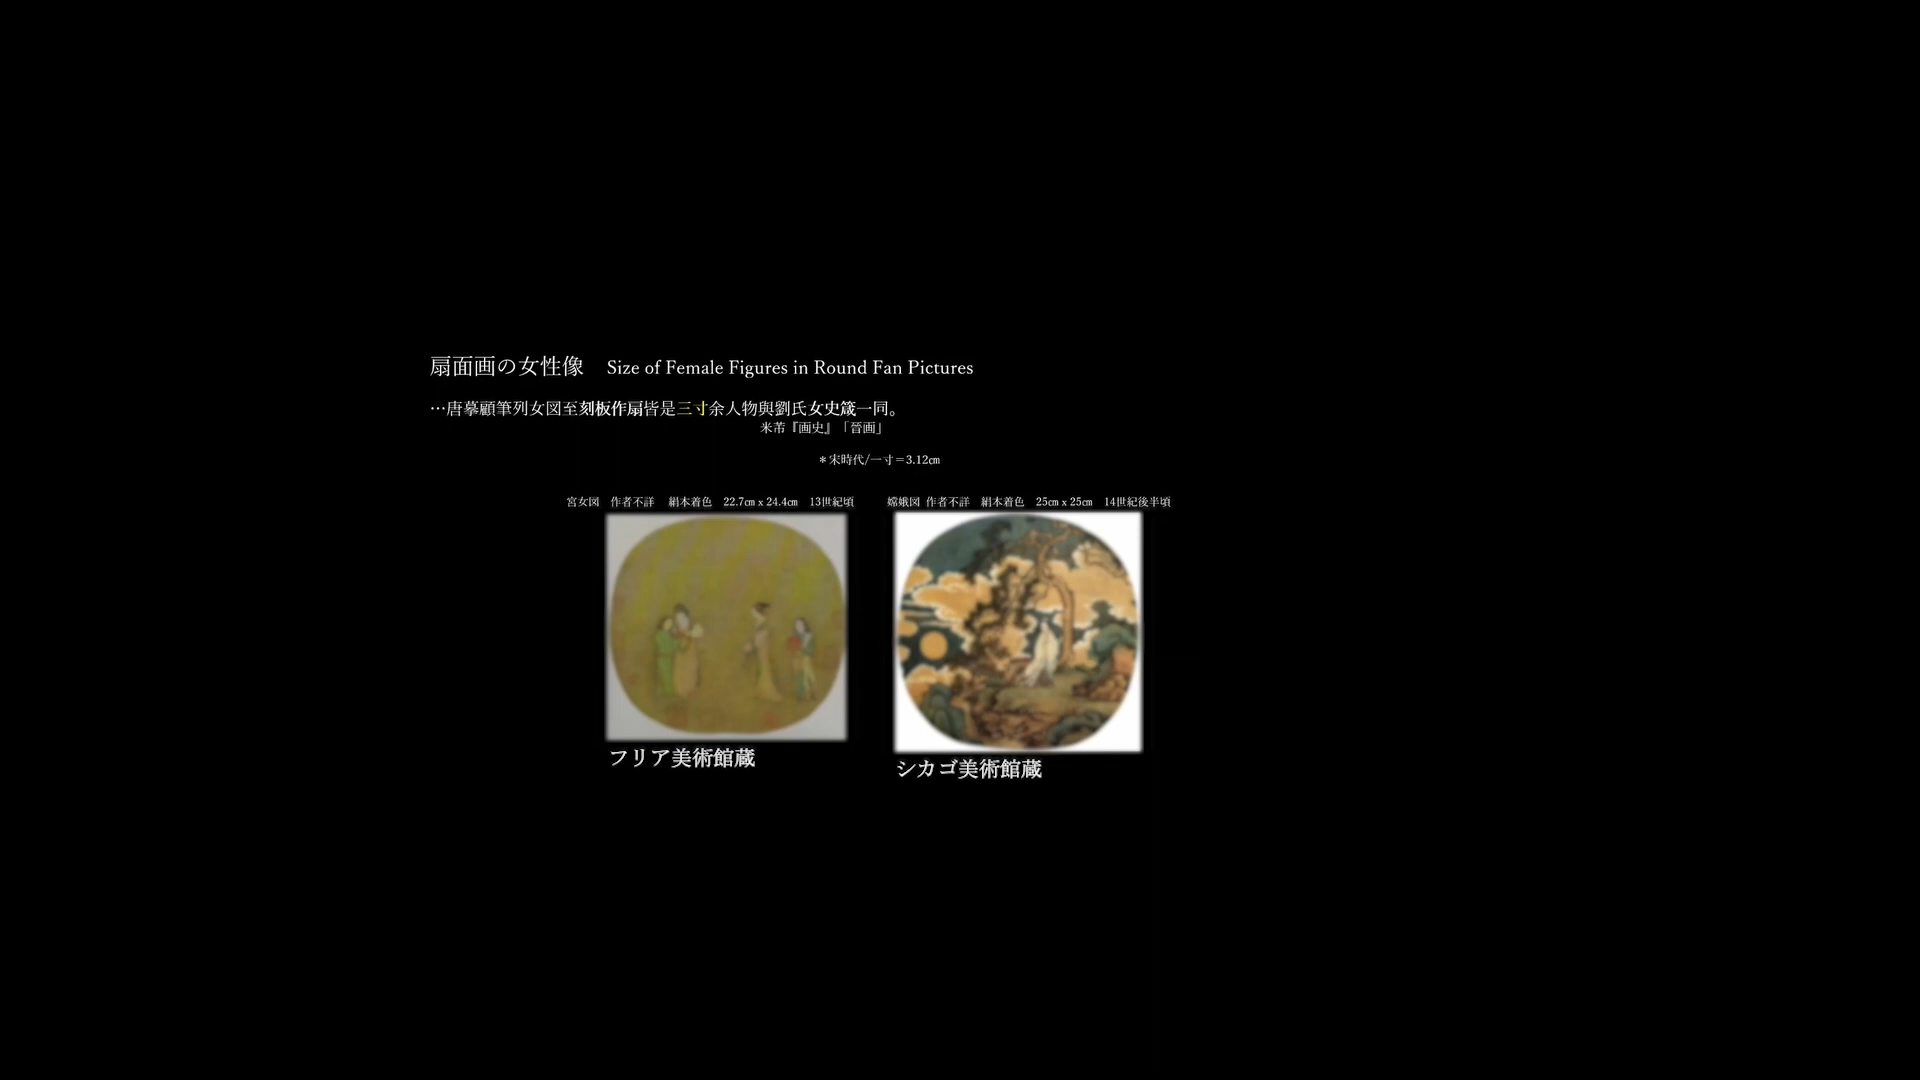 扇面画の女性像 Size of Female Figures in Round Fan Pictures
…唐摹顧筆列女図至刻板作扇皆是三寸余人物與劉氏女史箴一同。
米芾『画史』「晉画」
＊宋時代/一寸＝3.12㎝
宮女図 作者不詳 絹本着色 22.7㎝ x 24.4㎝ 13世紀頃
嫦娥図 作者不詳 絹本着色 25㎝ x 25㎝ 14世紀後半頃
フリア美術館蔵
シカゴ美術館蔵